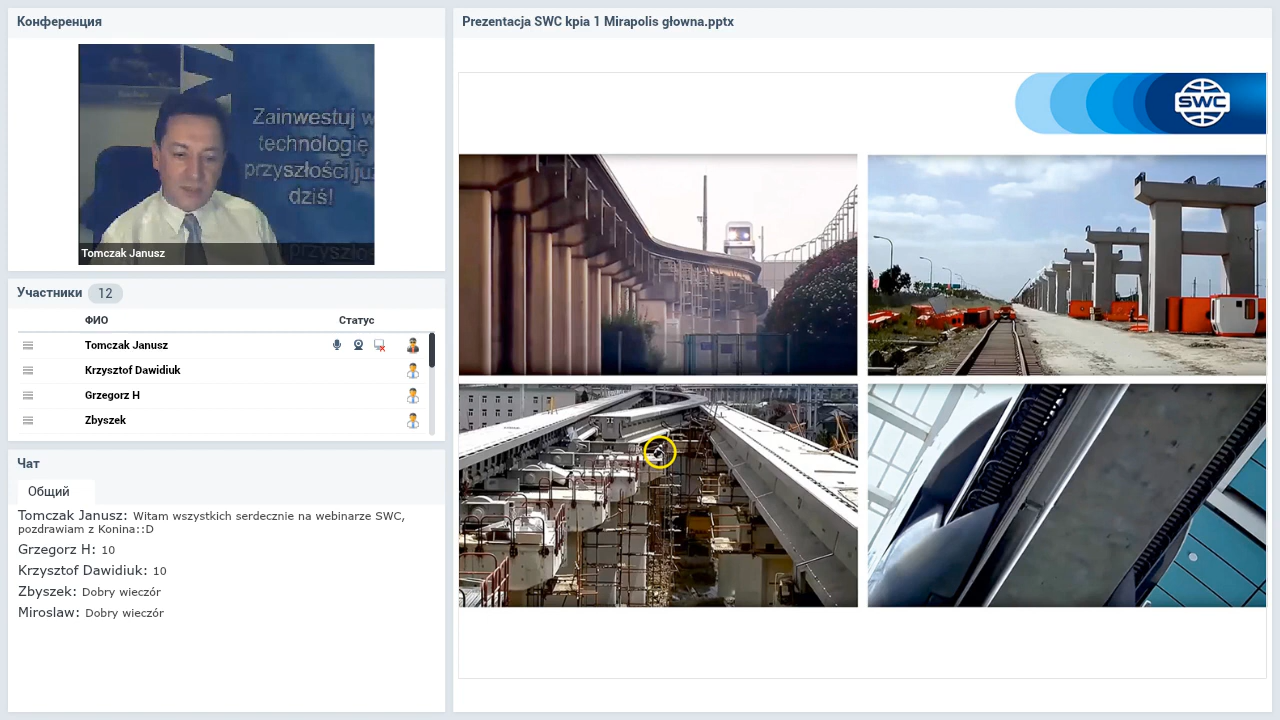 Конференция
Zainwestuj w
technologię
przyszłości już
dziś!
przyszłoś
Tomczak Janusz
Участники 12
ФИО Статус
Tomczak Janusz
Krzysztof Dawidiuk
Grzegorz H
Zbyszek
Чат
Общий
Tomczak Janusz: Witam wszystkich serdecznie na webinarze SWC,
pozdrawiam z Konina::D
Grzegorz H: 10
Krzysztof Dawidiuk: 10
Zbyszek: Dobry wieczór
Miroslaw: Dobry wieczór
Prezentacja SWC kpia 1 Mirapolis głowna.pptx
SWC